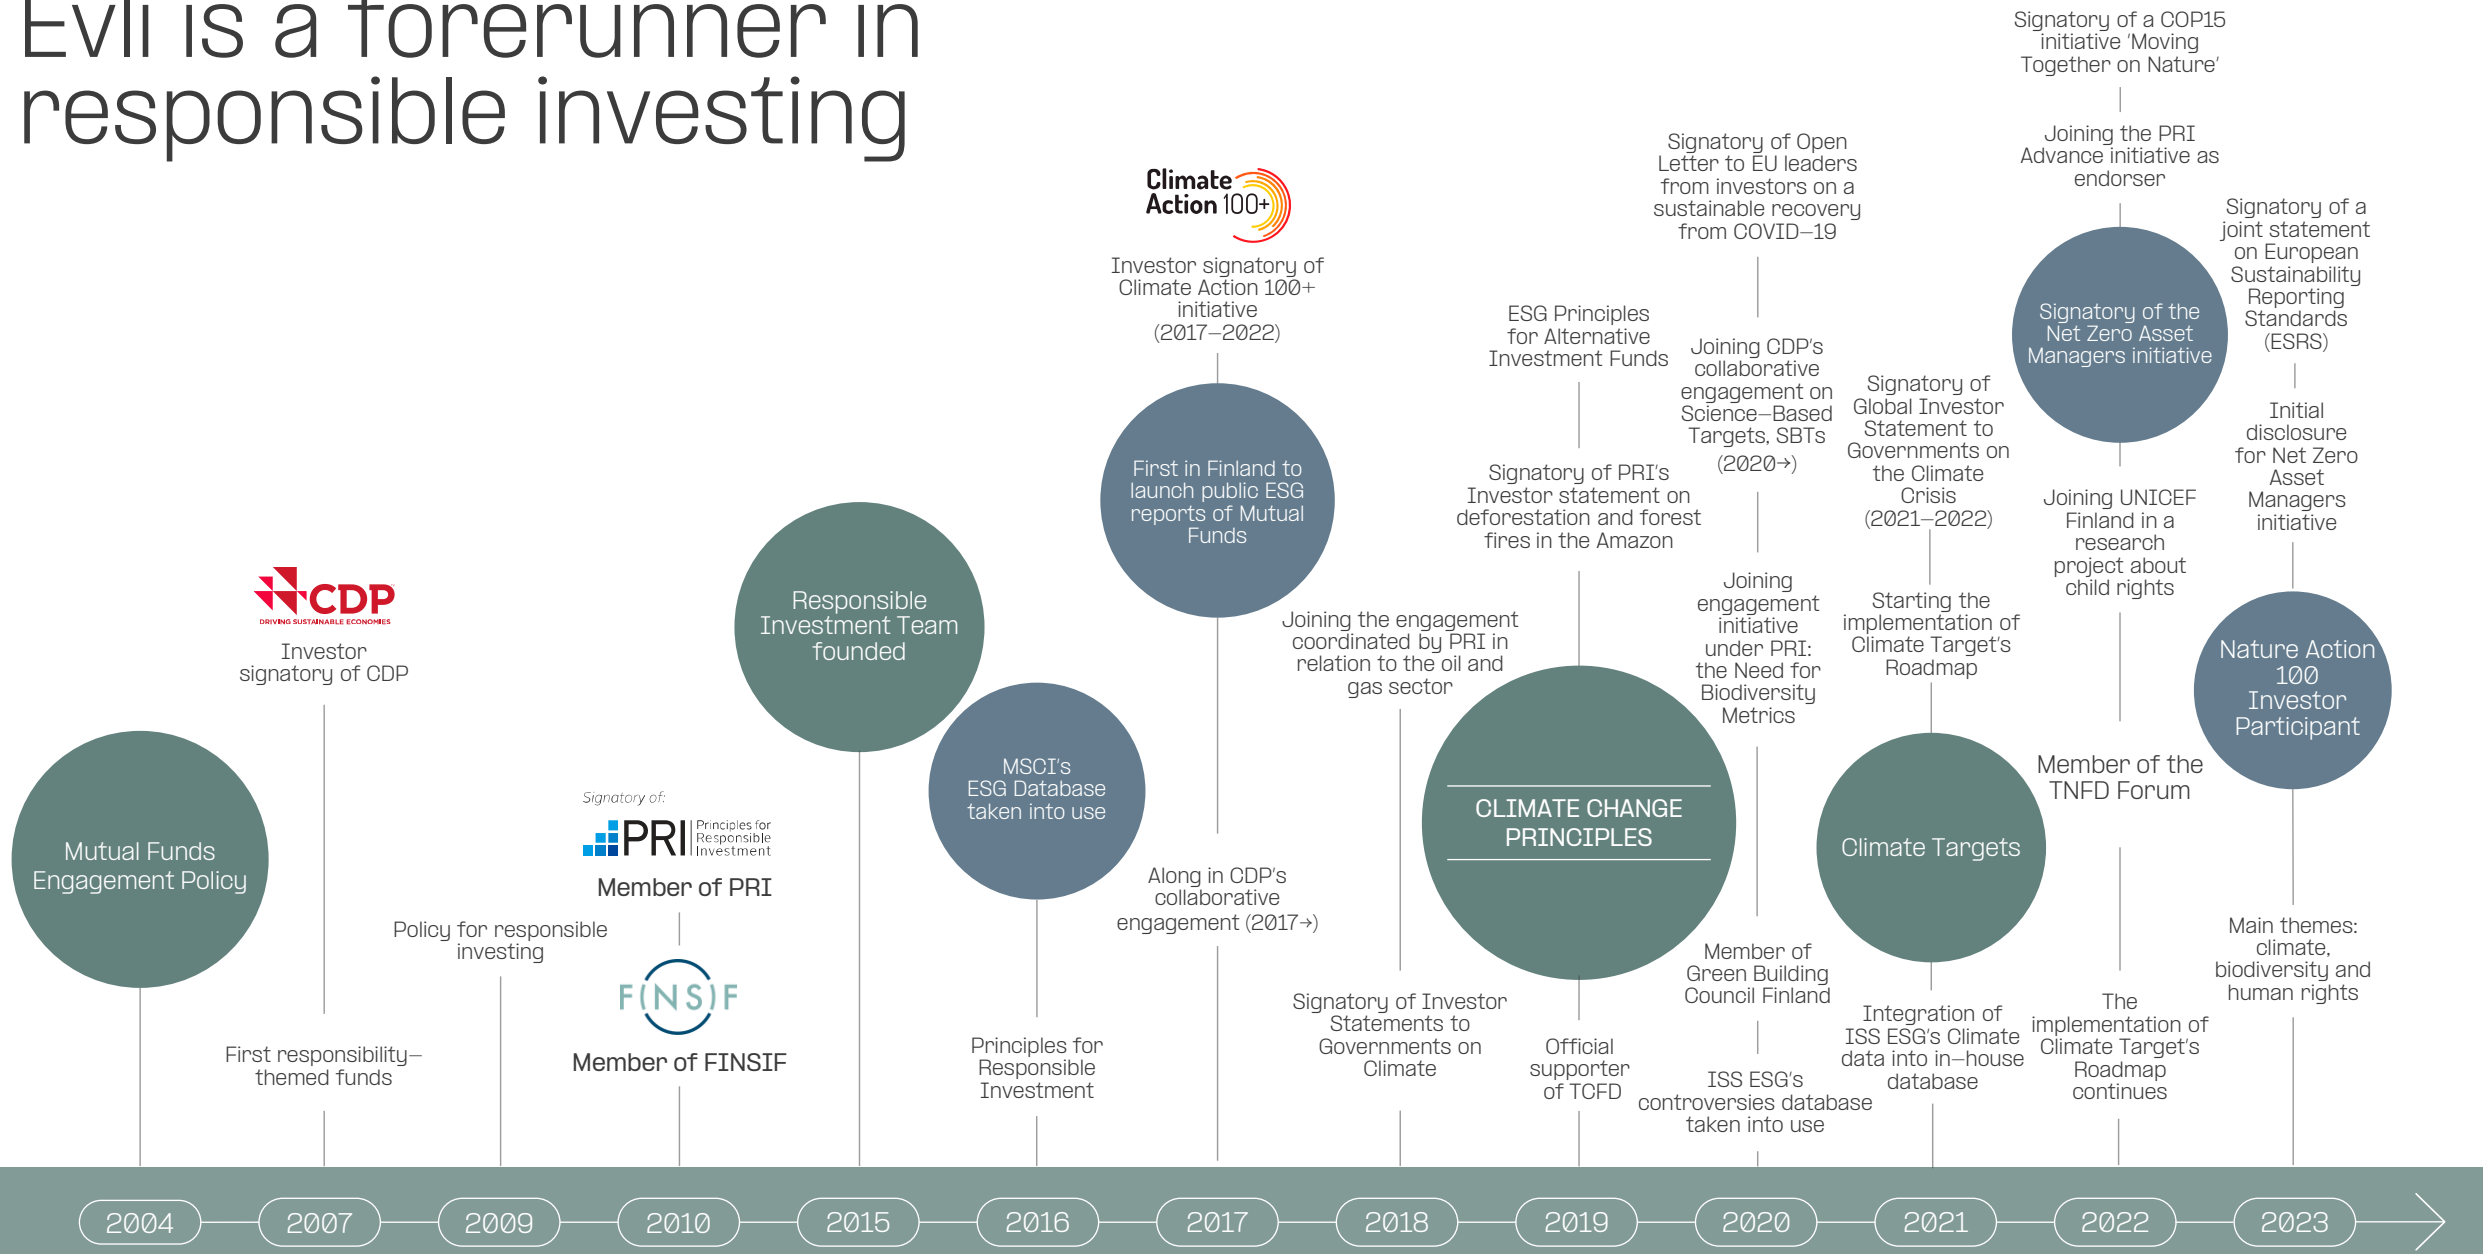 Evli is a forerunner in
responsible investing
Mutual Funds
Engagement Policy
CDP
DRIVING SUSTAINABLE ECONOMIES
Investor
signatory of CDP
First responsibility–
themed funds
Policy for responsible
investing
Signatory of:
PRI
Principles for
Responsible
Investment
Member of PRI
F(NS)F
Member of FINSIF
Responsible
Investment Team
founded
MSCI's
ESG Database
taken into use
Principles for
Responsible
Investment
Climate
Action 100+
Investor signatory of
Climate Action 100+
initiative
(2017–2022)
First in Finland to
launch public ESG
reports of Mutual
Funds
Along in CDP's
collaborative
engagement (2017→)
Joining the engagement
coordinated by PRI in
relation to the oil and
gas sector
Signatory of Investor
Statements to
Governments on
Climate
ESG Principles
for Alternative
Investment Funds
Signatory of PRI's
Investor statement on
deforestation and forest
fires in the Amazon
CLIMATE CHANGE
PRINCIPLES
Official
supporter
of TCFD
Signatory of Open
Letter to EU leaders
from investors on a
sustainable recovery
from COVID–19
Joining CDP's
collaborative
engagement on
Science–Based
Targets, SBTs
(2020→)
Joining
engagement
initiative
under PRI:
the Need for
Biodiversity
Metrics
Member of
Green Building
Council Finland
ISS ESG's
controversies database
taken into use
Signatory of
Global Investor
Statement to
Governments on
the Climate
Crisis
(2021–2022)
Starting the
implementation of
Climate Target's
Roadmap
Climate Targets
Integration of
ISS ESG's Climate
data into in–house
database
Signatory of a COP15
initiative 'Moving
Together on Nature'
Joining the PRI
Advance initiative as
endorser
Signatory of the
Net Zero Asset
Managers initiative
Joining UNICEF
Finland in a
research
project about
child rights
Member of the
TNFD Forum
The
implementation of
Climate Target's
Roadmap
continues
Signatory of a
joint statement
on European
Sustainability
Reporting
Standards
(ESRS)
Initial
disclosure
for Net Zero
Asset
Managers
initiative
Nature Action
100
Investor
Participant
Main themes:
climate,
biodiversity and
human rights
2004
2007
2009
2010
2015
2016
2017
2018
2019
2020
2021
2022
2023